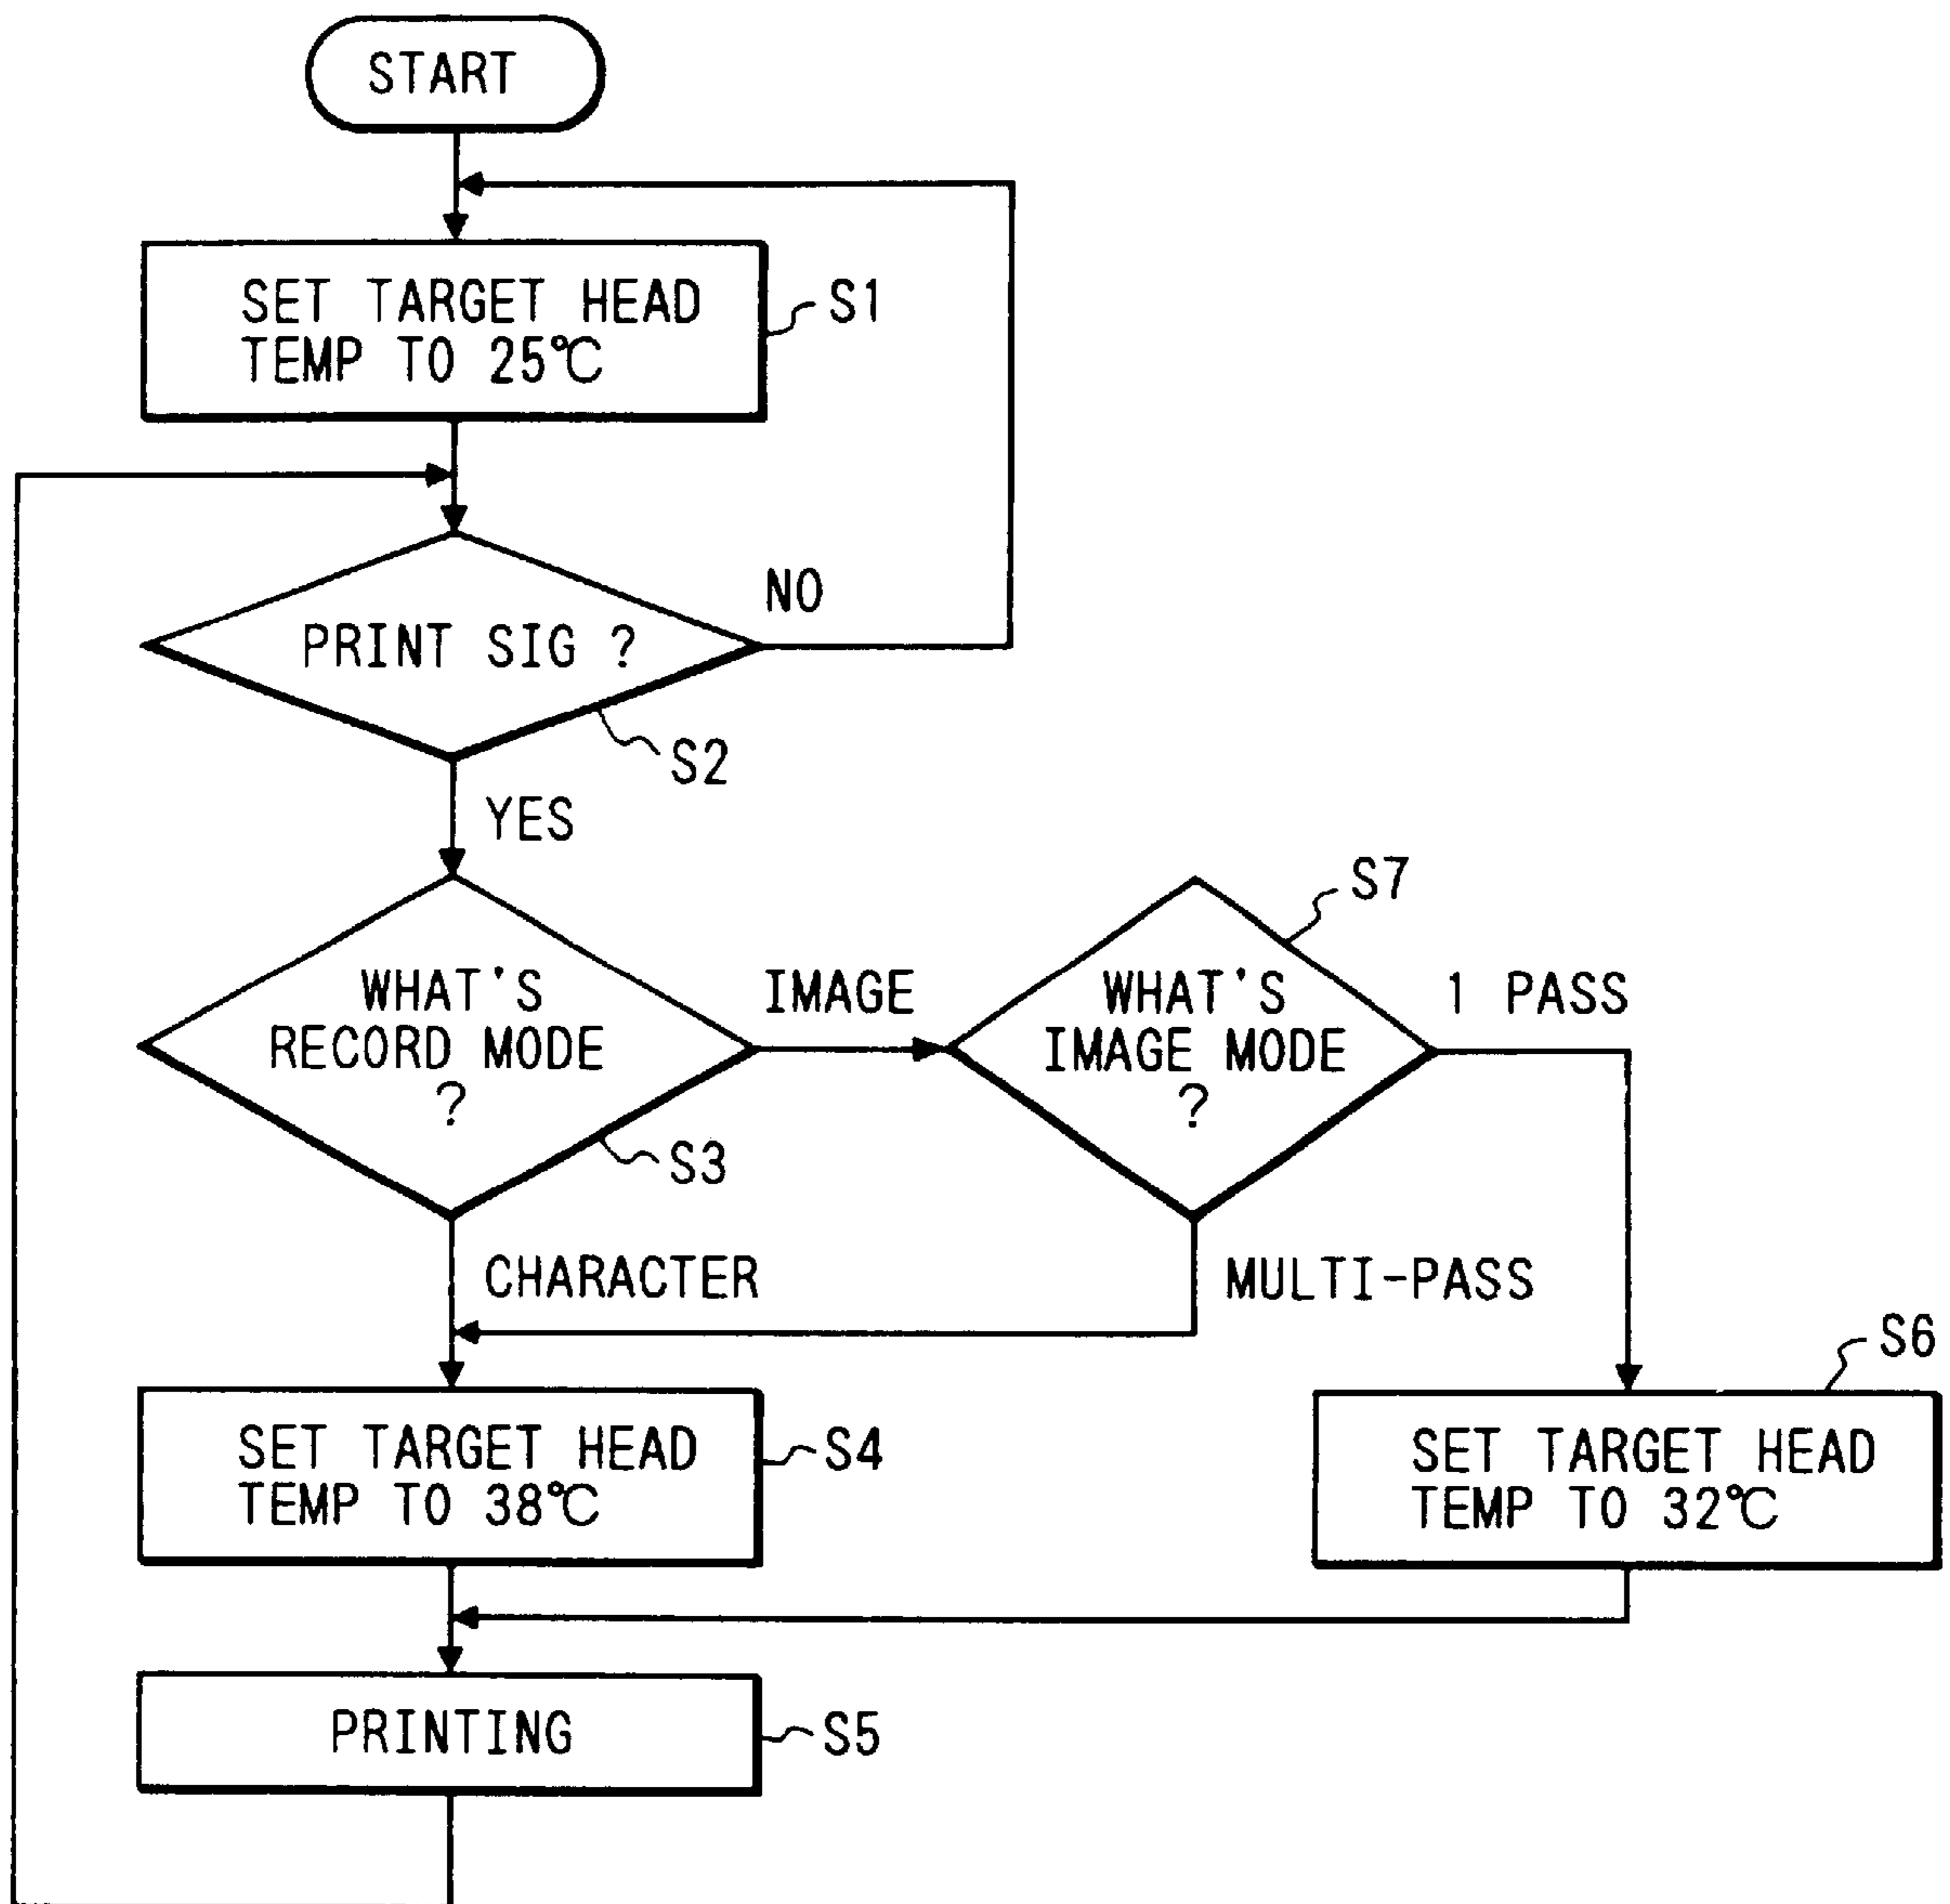 START
SET TARGET HEAD
TEMP TO 25℃
S1
PRINT SIG ?
NO
S2
YES
WHAT'S
RECORD MODE
?
S3
IMAGE
WHAT'S
IMAGE MODE
?
S7
1 PASS
CHARACTER
MULTI-PASS
SET TARGET HEAD
TEMP TO 38℃
S4
SET TARGET HEAD
TEMP TO 32℃
S6
PRINTING
S5